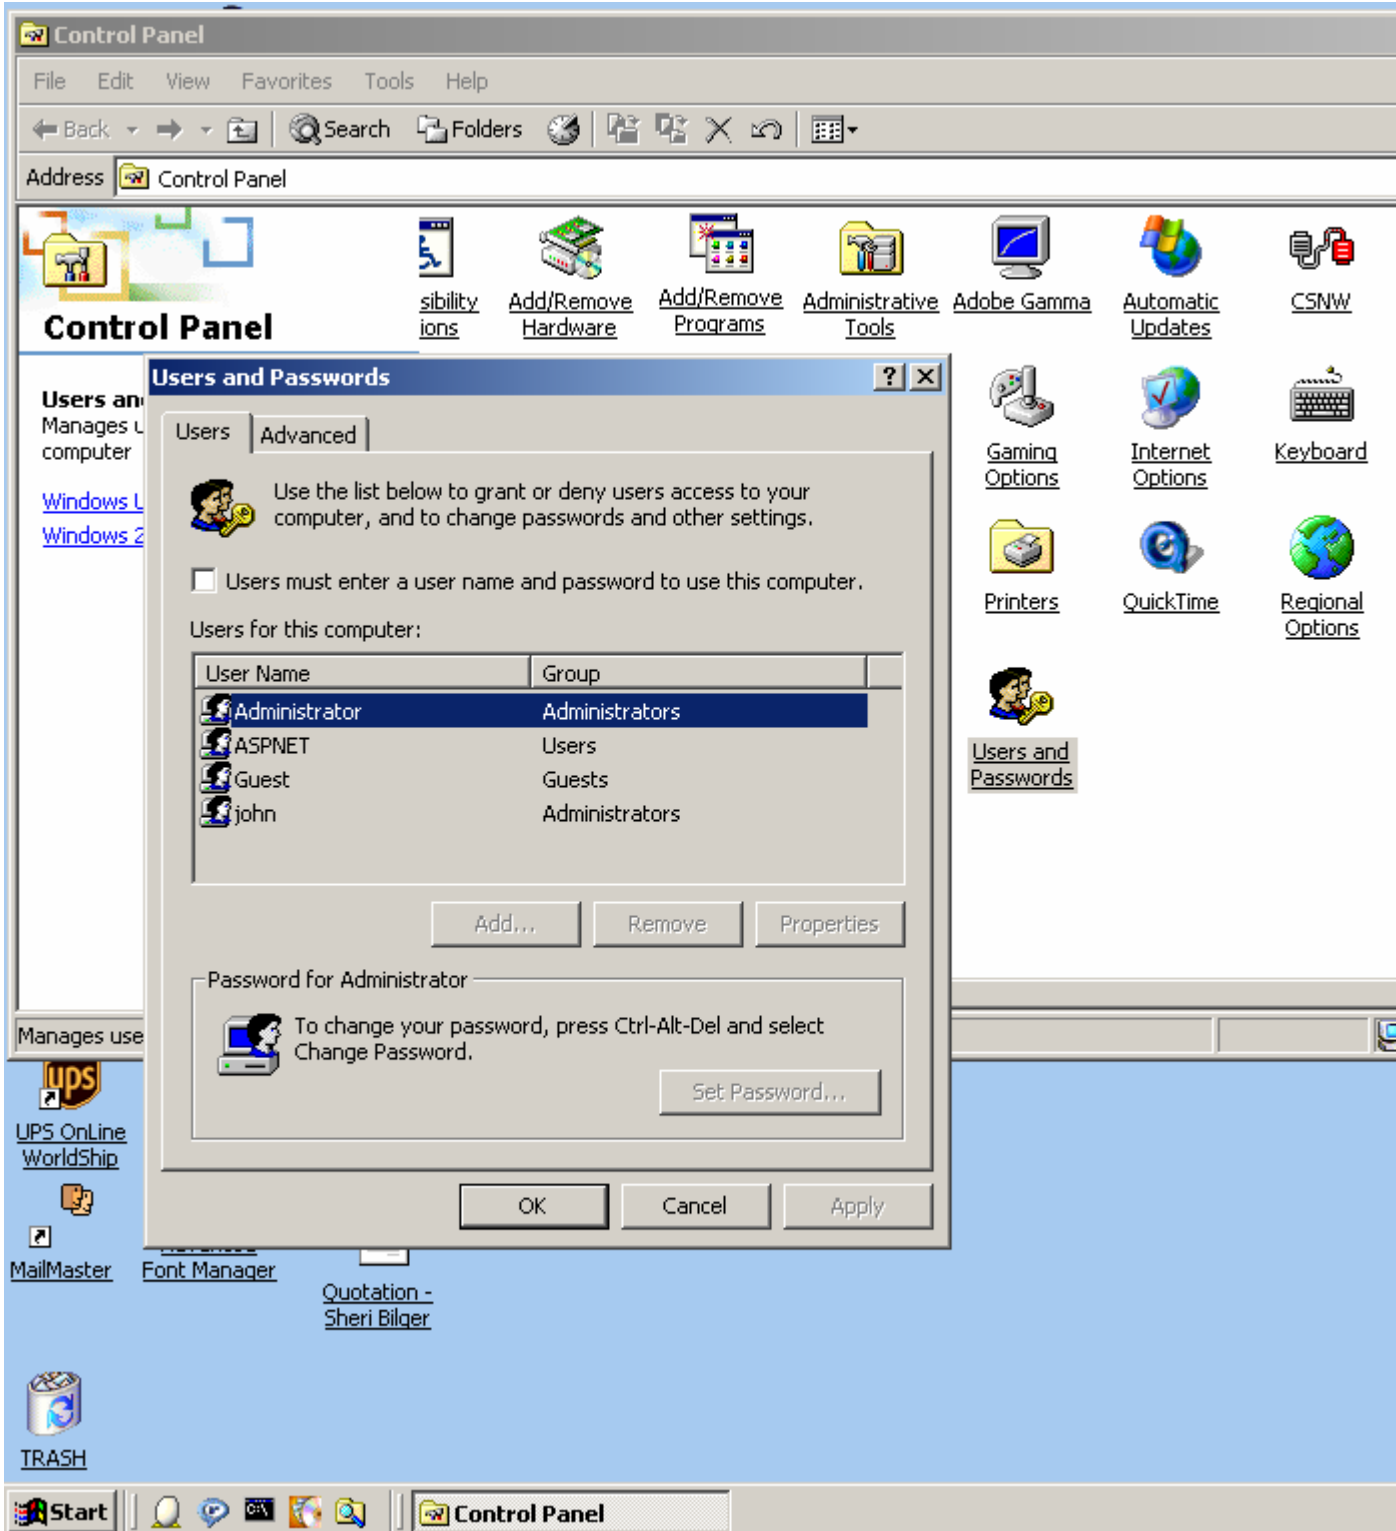 Control Panel
File Edit View Favorites Tools Help
Back Search Folders
Address Control Panel
Control Panel
sibility
ions
Add/Remove
Hardware
Add/Remove
Programs
Administrative
Tools
Adobe Gamma
Automatic
Updates
CSNW
Users an
Manages u
computer
Windows U
Windows 2
Gaming
Options
Internet
Options
Keyboard
Printers
QuickTime
Regional
Options
Users and
Passwords
Users and Passwords
Users Advanced
Use the list below to grant or deny users access to your
computer, and to change passwords and other settings.
Users must enter a user name and password to use this computer.
Users for this computer:
User Name Group
Administrator Administrators
ASPNET Users
Guest Guests
john Administrators
Add... Remove Properties
Password for Administrator
To change your password, press Ctrl-Alt-Del and select
Change Password.
Set Password...
OK Cancel Apply
Manages use
ups
UPS OnLine
WorldShip
MailMaster
Font Manager
Quotation -
Sheri Bilger
TRASH
Start Control Panel